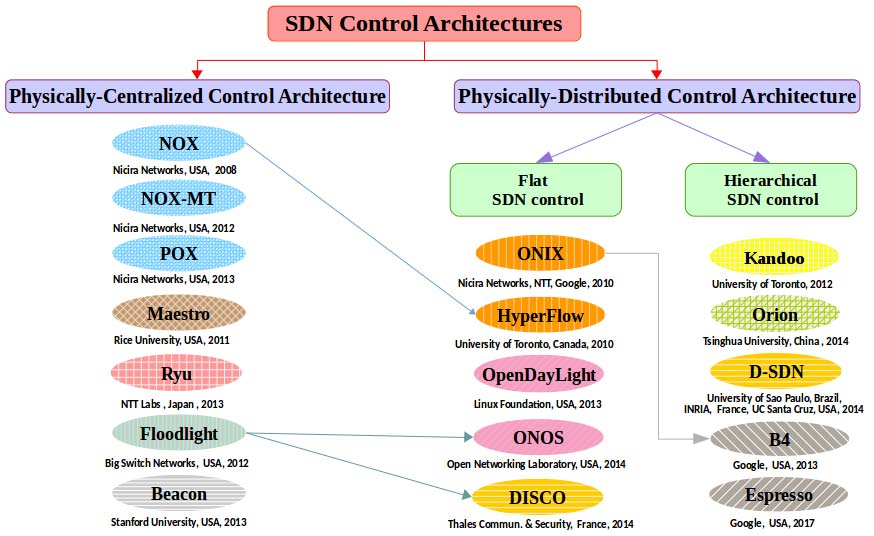 SDN Control Architectures
Physically-Centralized Control Architecture
NOX
Nicira Networks, USA, 2008
NOX-MT
Nicira Networks, USA, 2012
POX
Nicira Networks, USA, 2013
Maestro
Rice University, USA, 2011
Ryu
NTT Labs , Japan , 2013
Floodlight
Big Switch Networks, USA, 2012
Beacon
Stanford University, USA, 2013
Physically-Distributed Control Architecture
Flat
SDN control
ONIX
Nicira Networks, NTT, Google, 2010
HyperFlow
University of Toronto, Canada, 2010
OpenDayLight
Linux Foundation, USA, 2013
ONOS
Open Networking Laboratory, USA, 2014
DISCO
Thales Commun. & Security, France, 2014
Hierarchical
SDN control
Kandoo
University of Toronto, 2012
Orion
Tsinghua University, China , 2014
D-SDN
University of Sao Paulo, Brazil,
INRIA, France, UC Santa Cruz, USA, 2014
B4
Google, USA, 2013
Espresso
Google, USA, 2017